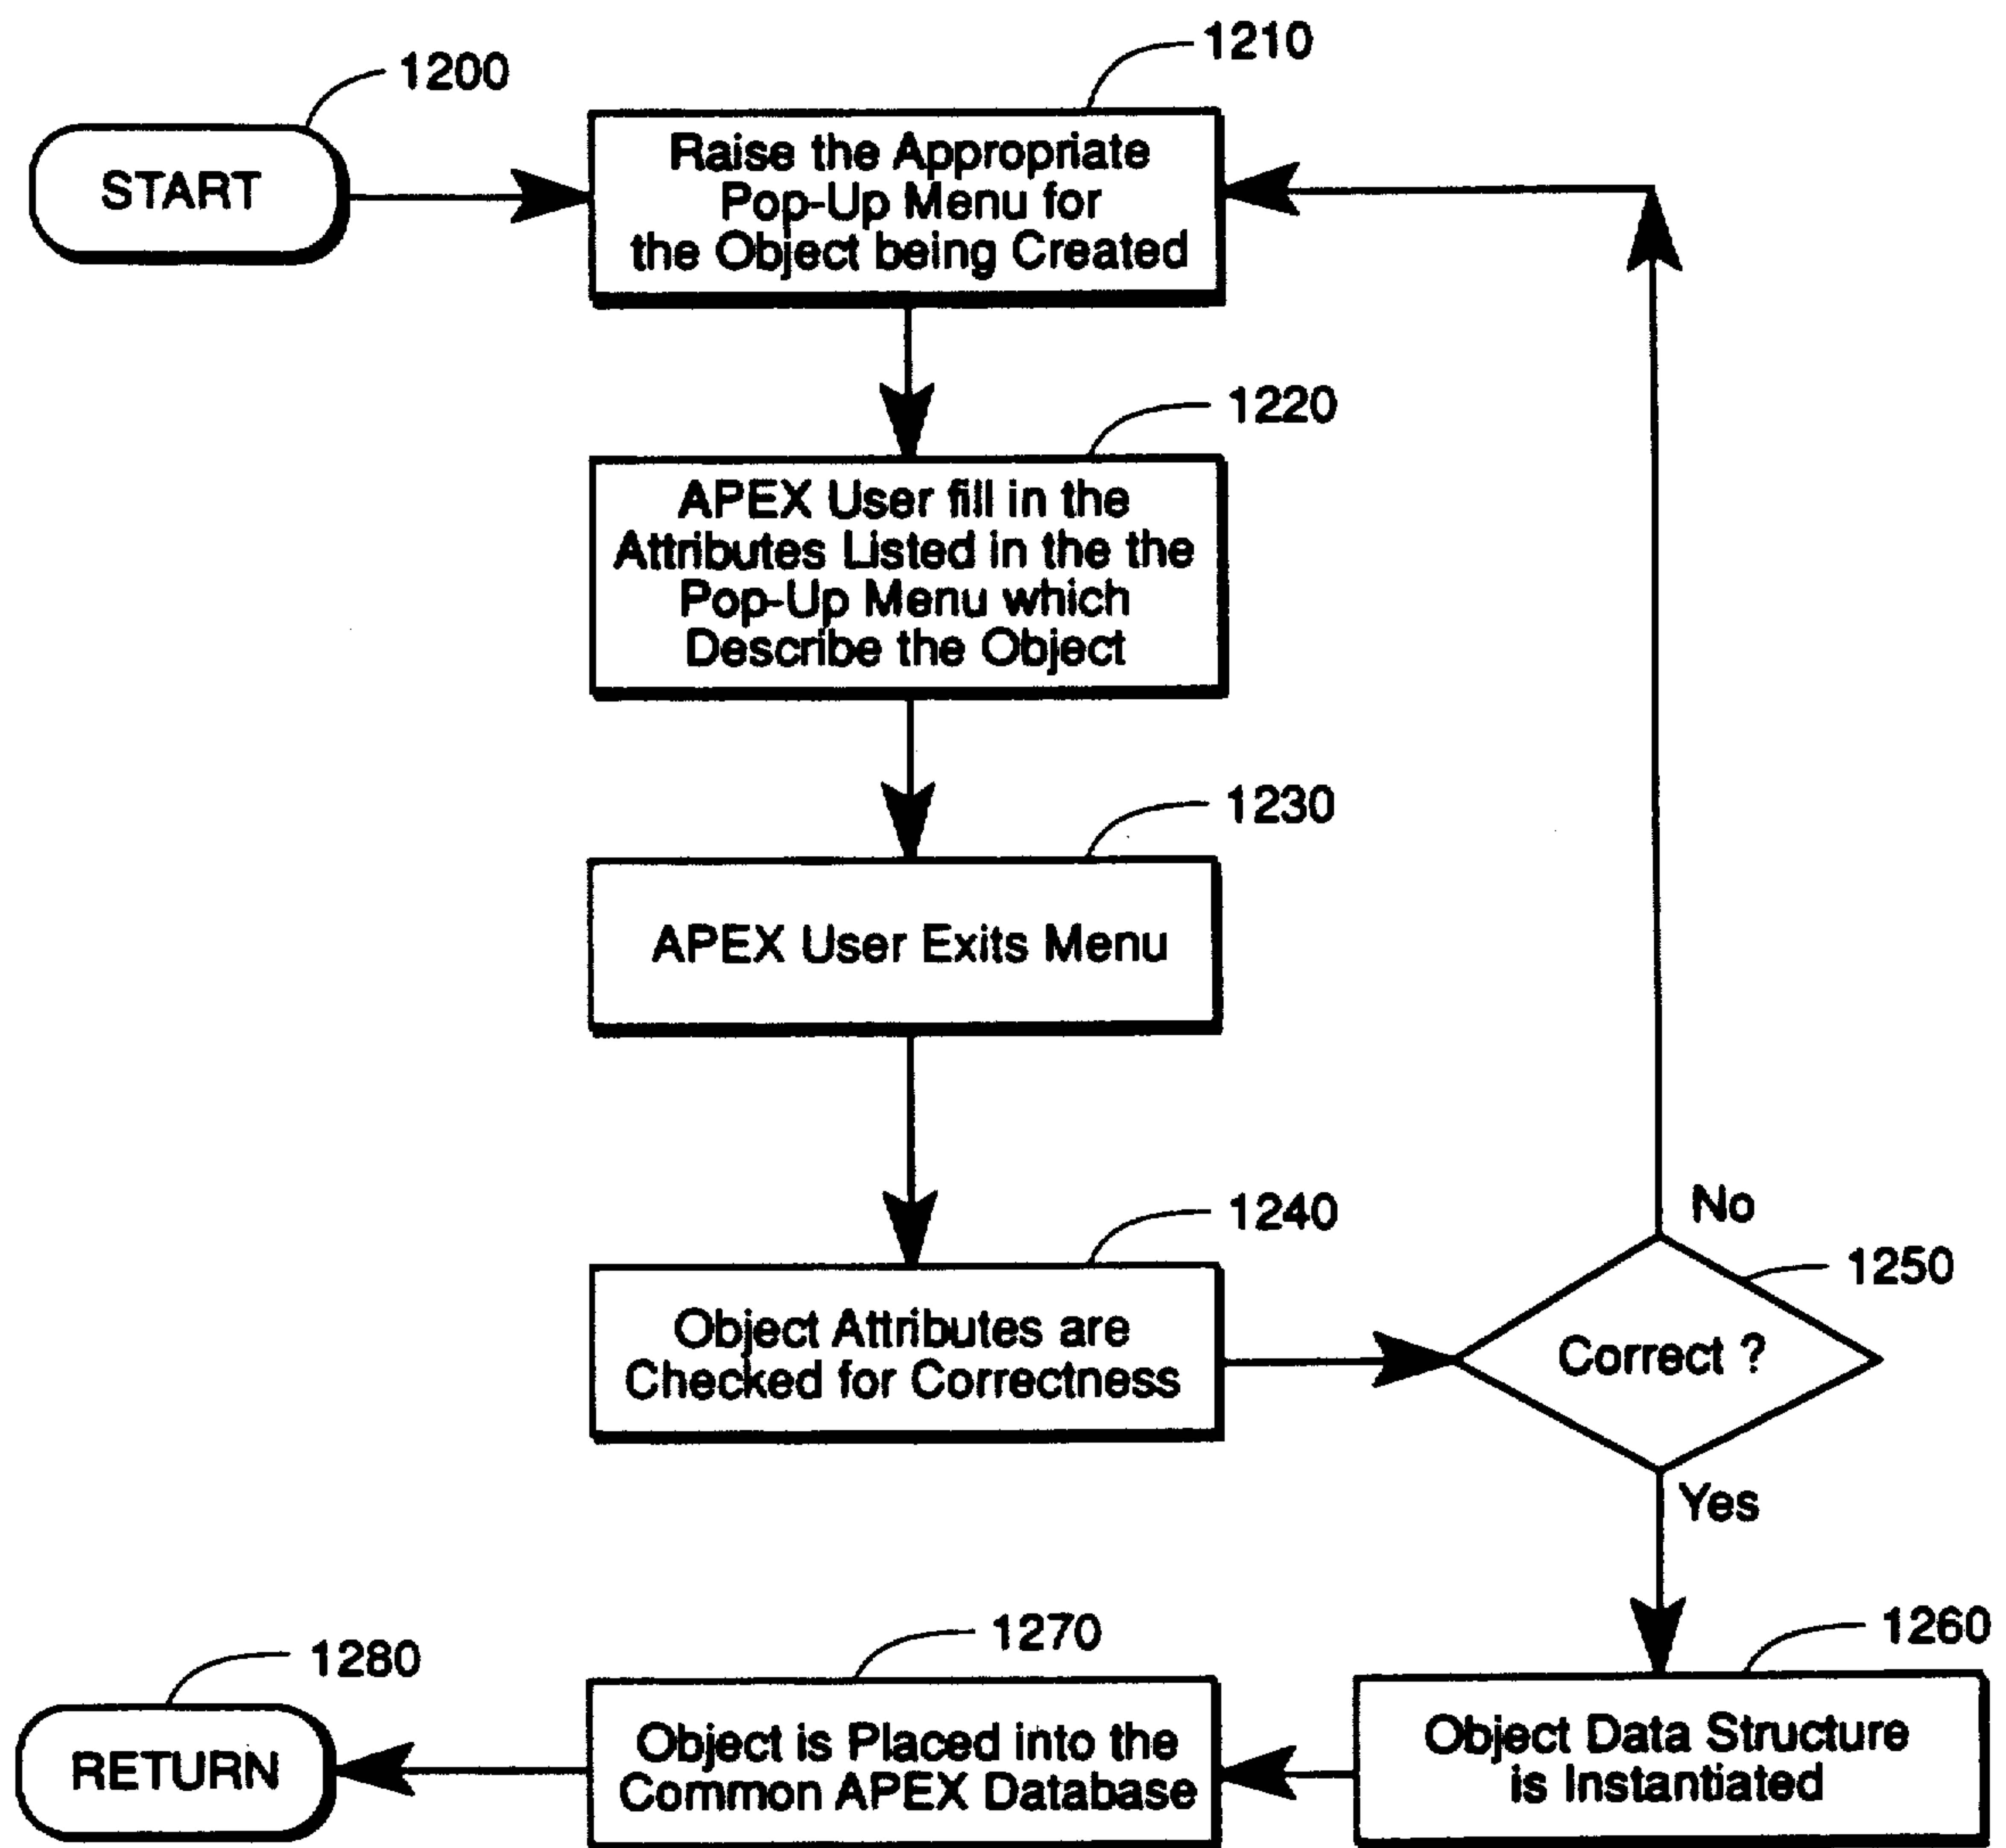 1200
START
1210
Raise the Appropriate
Pop-Up Menu for
the Object being Created
1220
APEX User fill in the
Attributes Listed in the the
Pop-Up Menu which
Describe the Object
1230
APEX User Exits Menu
1240
Object Attributes are
Checked for Correctness
No
1250
Correct ?
Yes
1260
Object Data Structure
is Instantiated
1270
Object is Placed into the
Common APEX Database
1280
RETURN